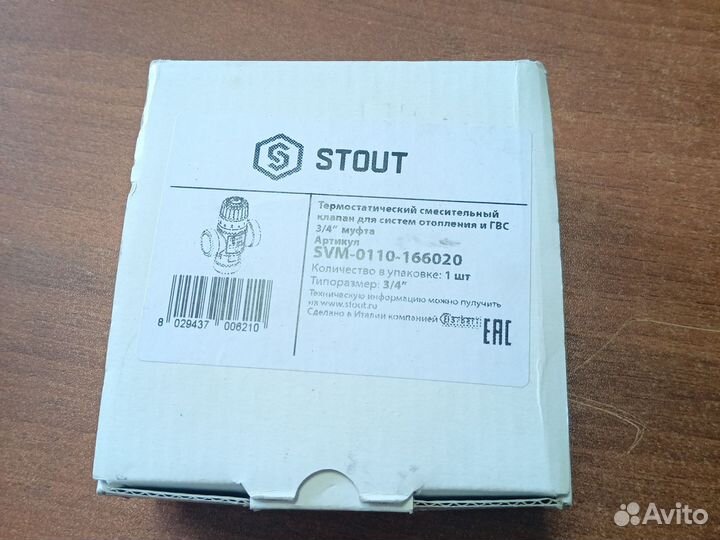 STOUT
Термостатический смесительный
клапан для систем отопления и ГВС
3/4" муфта
Артикул
SVM-0110-166020
Количество в упаковке: 1 шт
Типоразмер: 3/4"
Техническую информацию можно пулучить
на www.stout.ru
Сделано в Италии компанией
EAC
8 029437 006210
Avito